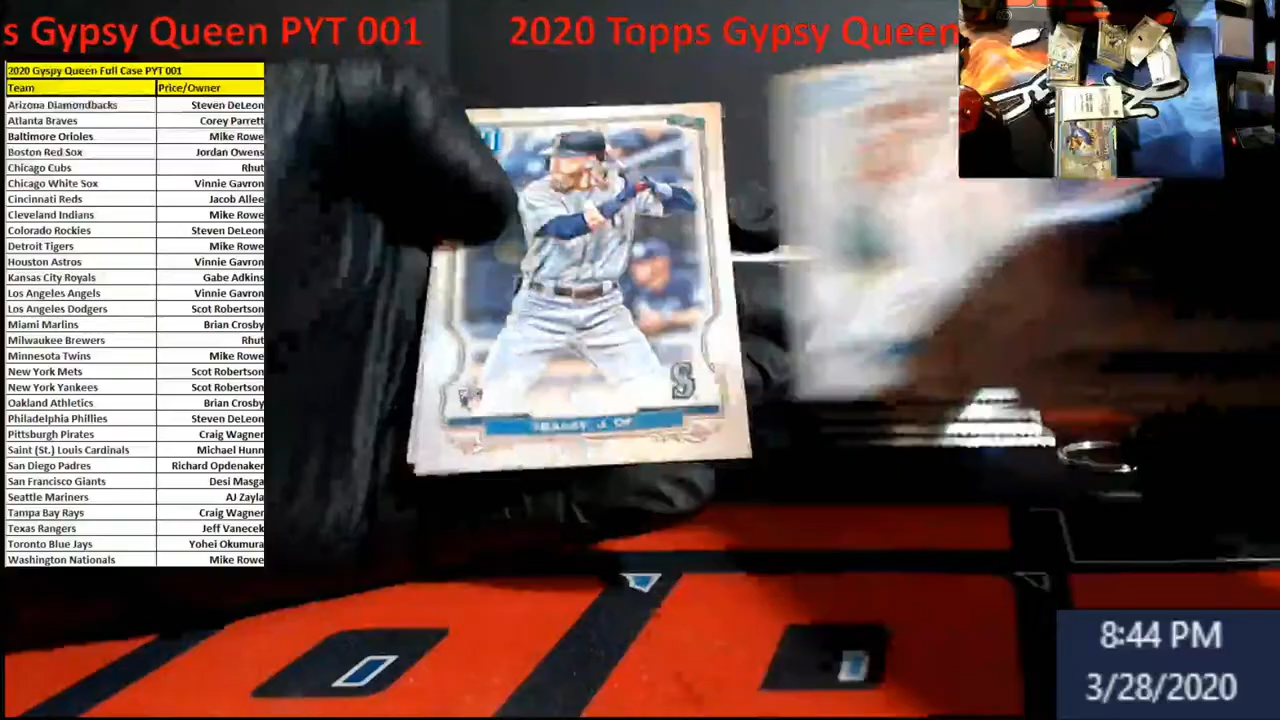 s Gypsy Queen PYT 001 2020 Topps Gypsy Queen
2020 Gyspy Queen Full Case PYT 001
Team Price/Owner
Arizona Diamondbacks Steven DeLeon
Atlanta Braves Corey Parrett
Baltimore Orioles Mike Rowe
Boston Red Sox Jordan Owens
Chicago Cubs Rhut
Chicago White Sox Vinnie Gavron
Cincinnati Reds Jacob Allee
Cleveland Indians Mike Rowe
Colorado Rockies Steven DeLeon
Detroit Tigers Mike Rowe
Houston Astros Vinnie Gavron
Kansas City Royals Gabe Adkins
Los Angeles Angels Vinnie Gavron
Los Angeles Dodgers Scot Robertson
Miami Marlins Brian Crosby
Milwaukee Brewers Rhut
Minnesota Twins Mike Rowe
New York Mets Scot Robertson
New York Yankees Scot Robertson
Oakland Athletics Brian Crosby
Philadelphia Phillies Steven DeLeon
Pittsburgh Pirates Craig Wagner
Saint (St.) Louis Cardinals Michael Hunn
San Diego Padres Richard Opdenaker
San Francisco Giants Desi Masga
Seattle Mariners AJ Zayla
Tampa Bay Rays Craig Wagner
Texas Rangers Jeff Vanecek
Toronto Blue Jays Yohei Okumura
Washington Nationals Mike Rowe
S
8:44 PM
3/28/2020